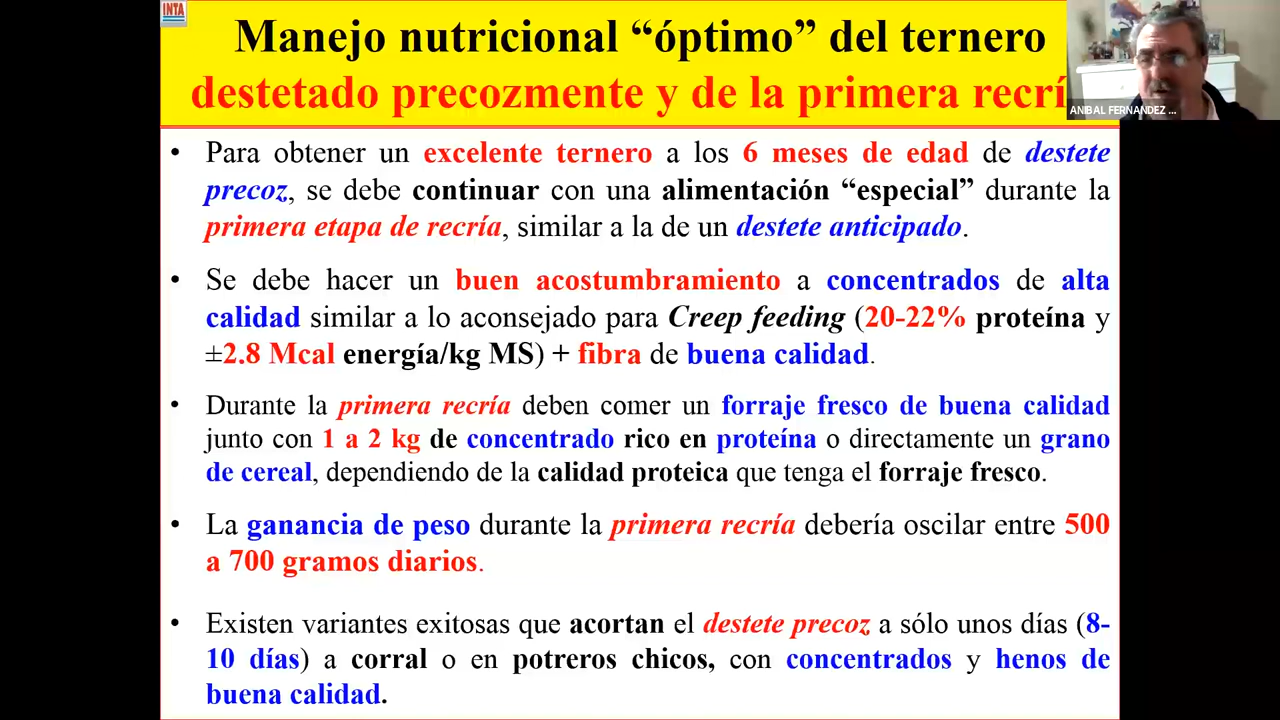 INTA
Manejo nutricional “óptimo” del ternero
destetado precozmente y de la primera recrí
ANIBAL FERNANDEZ ...
• Para obtener un excelente ternero a los 6 meses de edad de destete
precoz, se debe continuar con una alimentación “especial” durante la
primera etapa de recría, similar a la de un destete anticipado.
• Se debe hacer un buen acostumbramiento a concentrados de alta
calidad similar a lo aconsejado para Creep feeding (20-22% proteína y
±2.8 Mcal energía/kg MS) + fibra de buena calidad.
• Durante la primera recría deben comer un forraje fresco de buena calidad
junto con 1 a 2 kg de concentrado rico en proteína o directamente un grano
de cereal, dependiendo de la calidad proteica que tenga el forraje fresco.
• La ganancia de peso durante la primera recría debería oscilar entre 500
a 700 gramos diarios.
• Existen variantes exitosas que acortan el destete precoz a sólo unos días (8-
10 días) a corral o en potreros chicos, con concentrados y henos de
buena calidad.